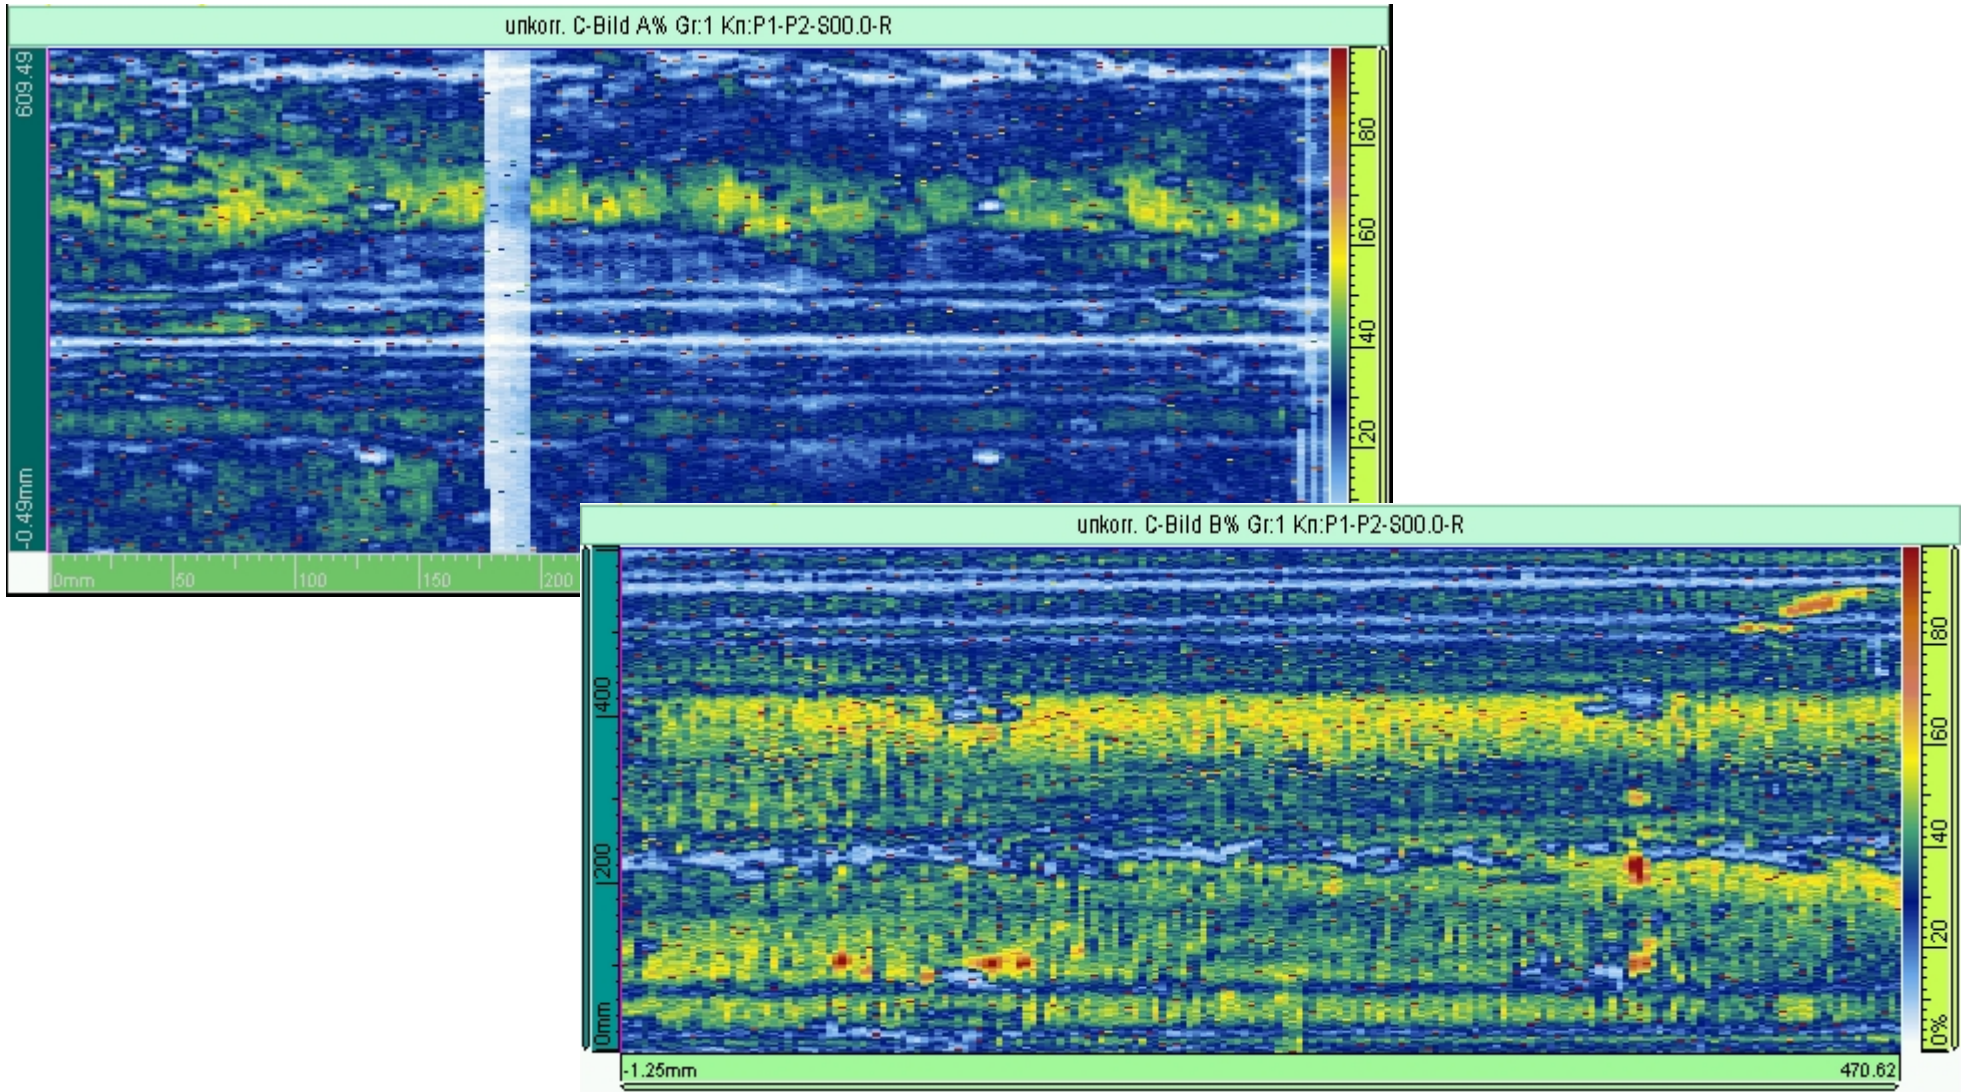 unkorr. C-Bild A% Gr:1 Kn:P1-P2-S00.0-R
609.49
-0.49mm
80
60
40
20
0mm
50
100
150
200
unkorr. C-Bild B% Gr:1 Kn:P1-P2-S00.0-R
400
200
0mm
80
60
40
20
0%
-1.25mm
470.62